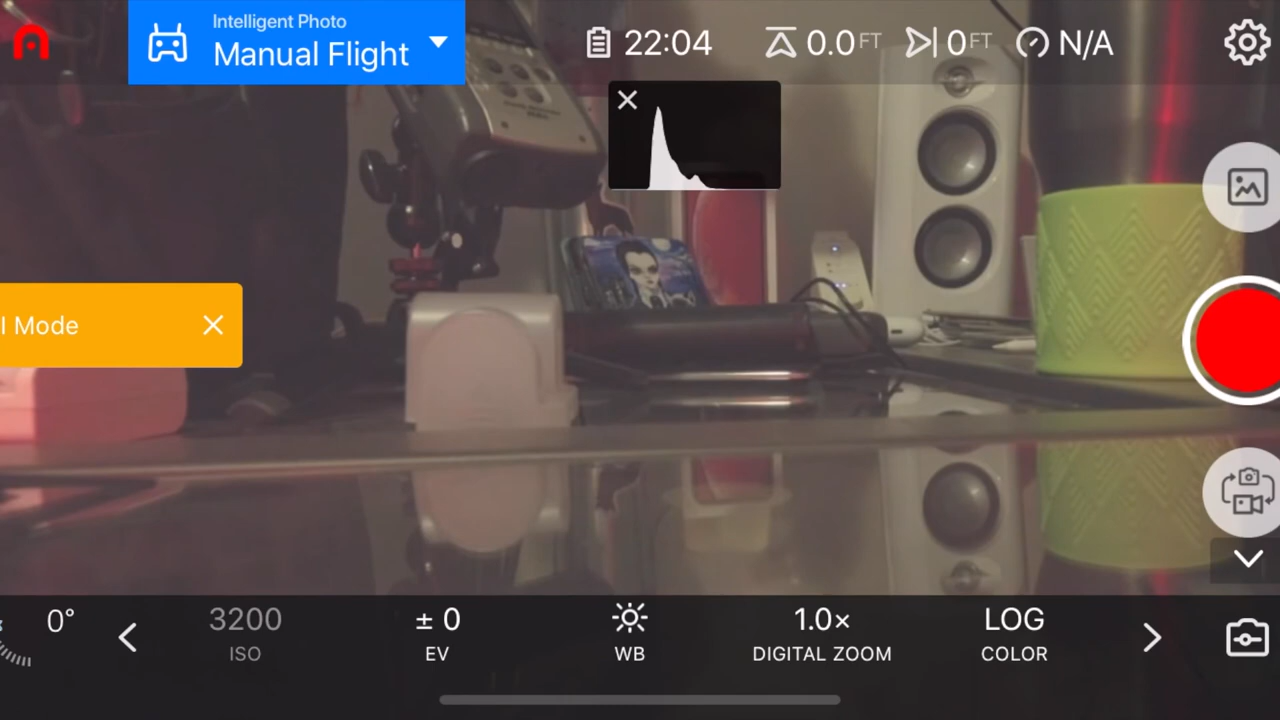 Intelligent Photo
Manual Flight
22:04
0.0FT
0FT
N/A
l Mode
0°
3200
ISO
± 0
EV
WB
1.0×
DIGITAL ZOOM
LOG
COLOR